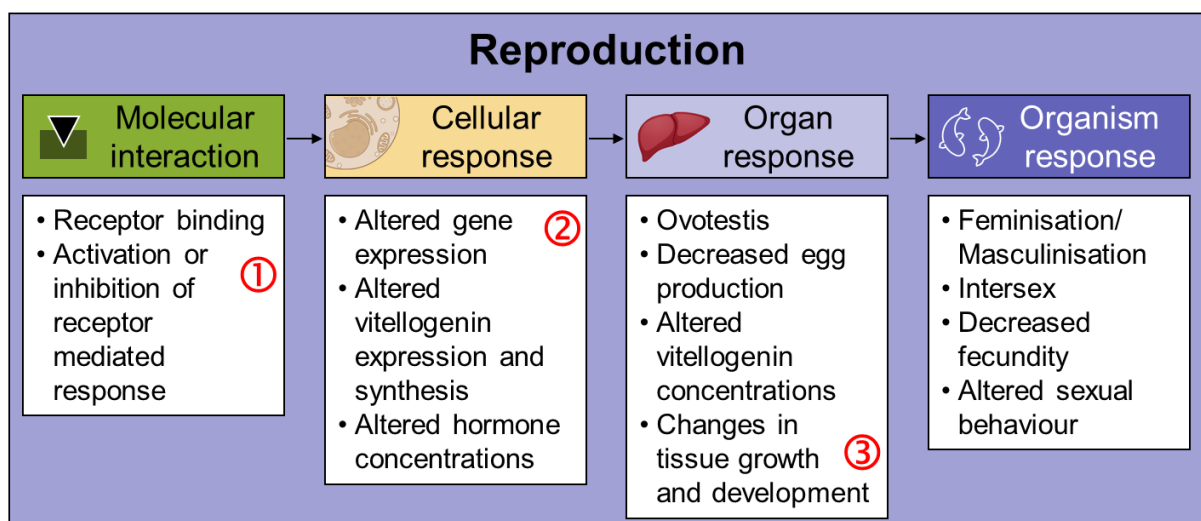 Reproduction
Molecular
interaction
• Receptor binding
• Activation or
inhibition of
receptor
mediated
response
①
Cellular
response
• Altered gene
expression
②
• Altered
vitellogenin
expression and
synthesis
• Altered hormone
concentrations
Organ
response
• Ovotestis
• Decreased egg
production
• Altered
vitellogenin
concentrations
• Changes in
tissue growth
and development
③
Organism
response
• Feminisation/
Masculinisation
• Intersex
• Decreased
fecundity
• Altered sexual
behaviour